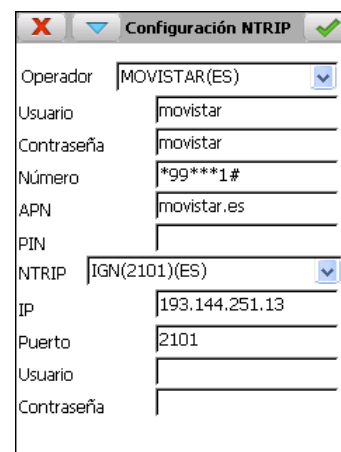 X Configuración NTRIP
Operador MOVISTAR(ES)
Usuario movistar
Contraseña movistar
Número *99***1#
APN movistar.es
PIN
NTRIP IGN(2101)(ES)
IP 193.144.251.13
Puerto 2101
Usuario
Contraseña